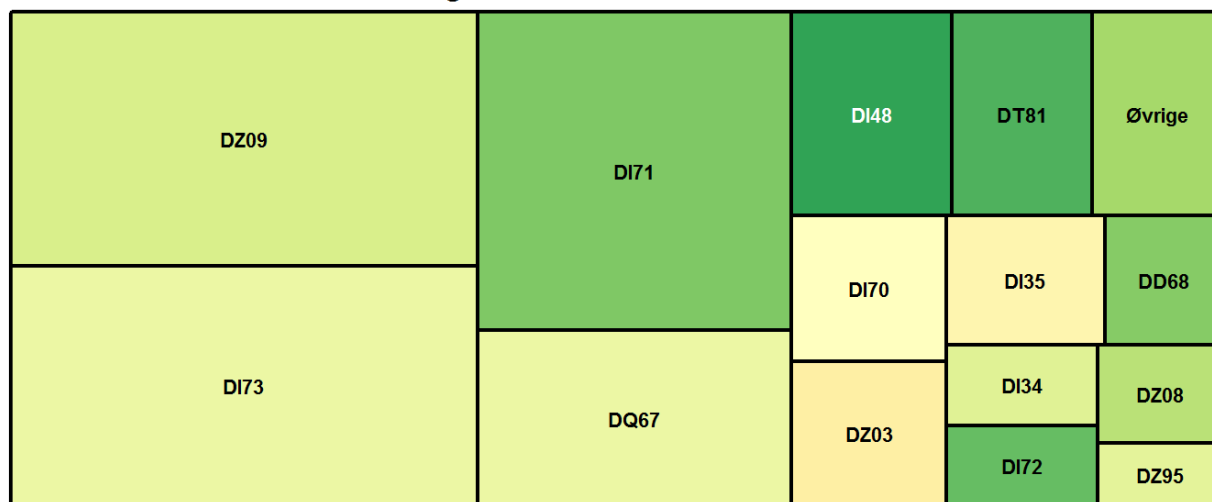 DZ09
DI71
DI48
DT81
Øvrige
DI73
DQ67
DI70
DI35
DD68
DZ03
DI34
DZ08
DI72
DZ95